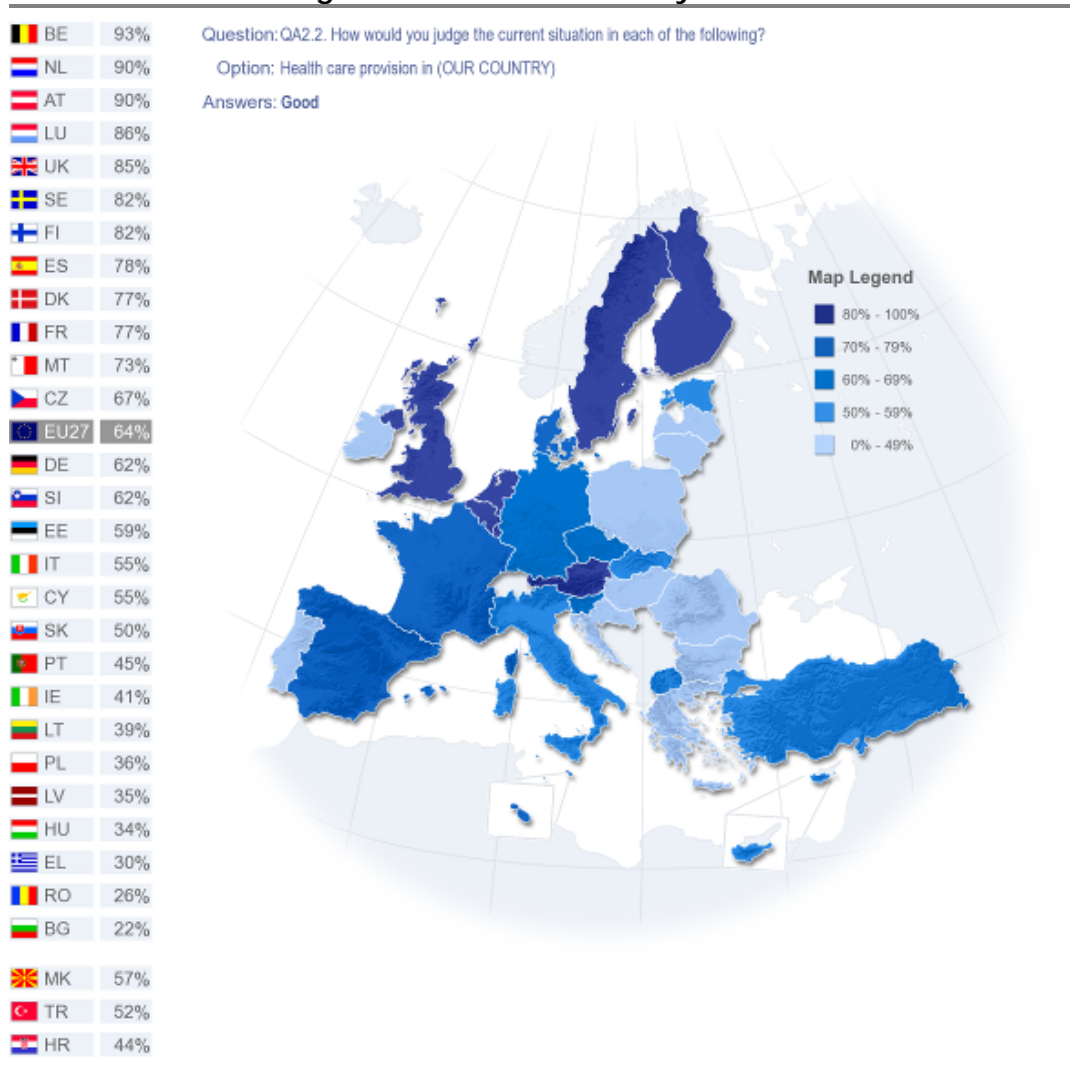 BE 93%
NL 90%
AT 90%
LU 86%
UK 85%
SE 82%
FI 82%
ES 78%
DK 77%
FR 77%
MT 73%
CZ 67%
EU27 64%
DE 62%
SI 62%
EE 59%
IT 55%
CY 55%
SK 50%
PT 45%
IE 41%
LT 39%
PL 36%
LV 35%
HU 34%
EL 30%
RO 26%
BG 22%
MK 57%
TR 52%
HR 44%
Question: QA2.2. How would you judge the current situation in each of the following?
Option: Health care provision in (OUR COUNTRY)
Answers: Good
Map Legend
80% - 100%
70% - 79%
60% - 69%
50% - 59%
0% - 49%